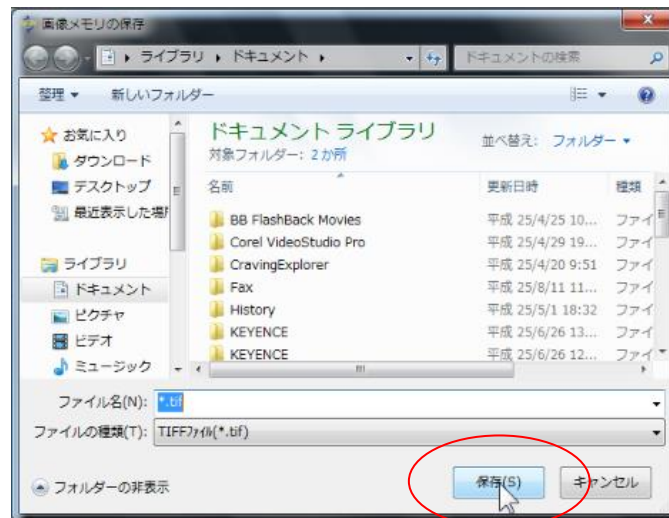 画像メモリの保存
ライブラリ ▸ ドキュメント ▸
ドキュメントの検索
整理 ▼ 新しいフォルダー
お気に入り
ダウンロード
デスクトップ
最近表示した場所
ライブラリ
ドキュメント
ピクチャ
ビデオ
ミュージック
ドキュメント ライブラリ
対象フォルダー: 2 か所
並べ替え: フォルダー ▼
名前 更新日時 種類
BB FlashBack Movies 平成 25/4/25 10... ファイ
Corel VideoStudio Pro 平成 25/4/29 19... ファイ
CravingExplorer 平成 25/4/20 9:51 ファイ
Fax 平成 25/8/11 11... ファイ
History 平成 25/5/1 18:32 ファイ
KEYENCE 平成 25/6/26 13... ファイ
KEYENCE 平成 25/6/26 12... ファイ
ファイル名(N): *.tif
ファイルの種類(T): TIFFファイル(*.tif)
フォルダーの非表示
保存(S) キャンセル